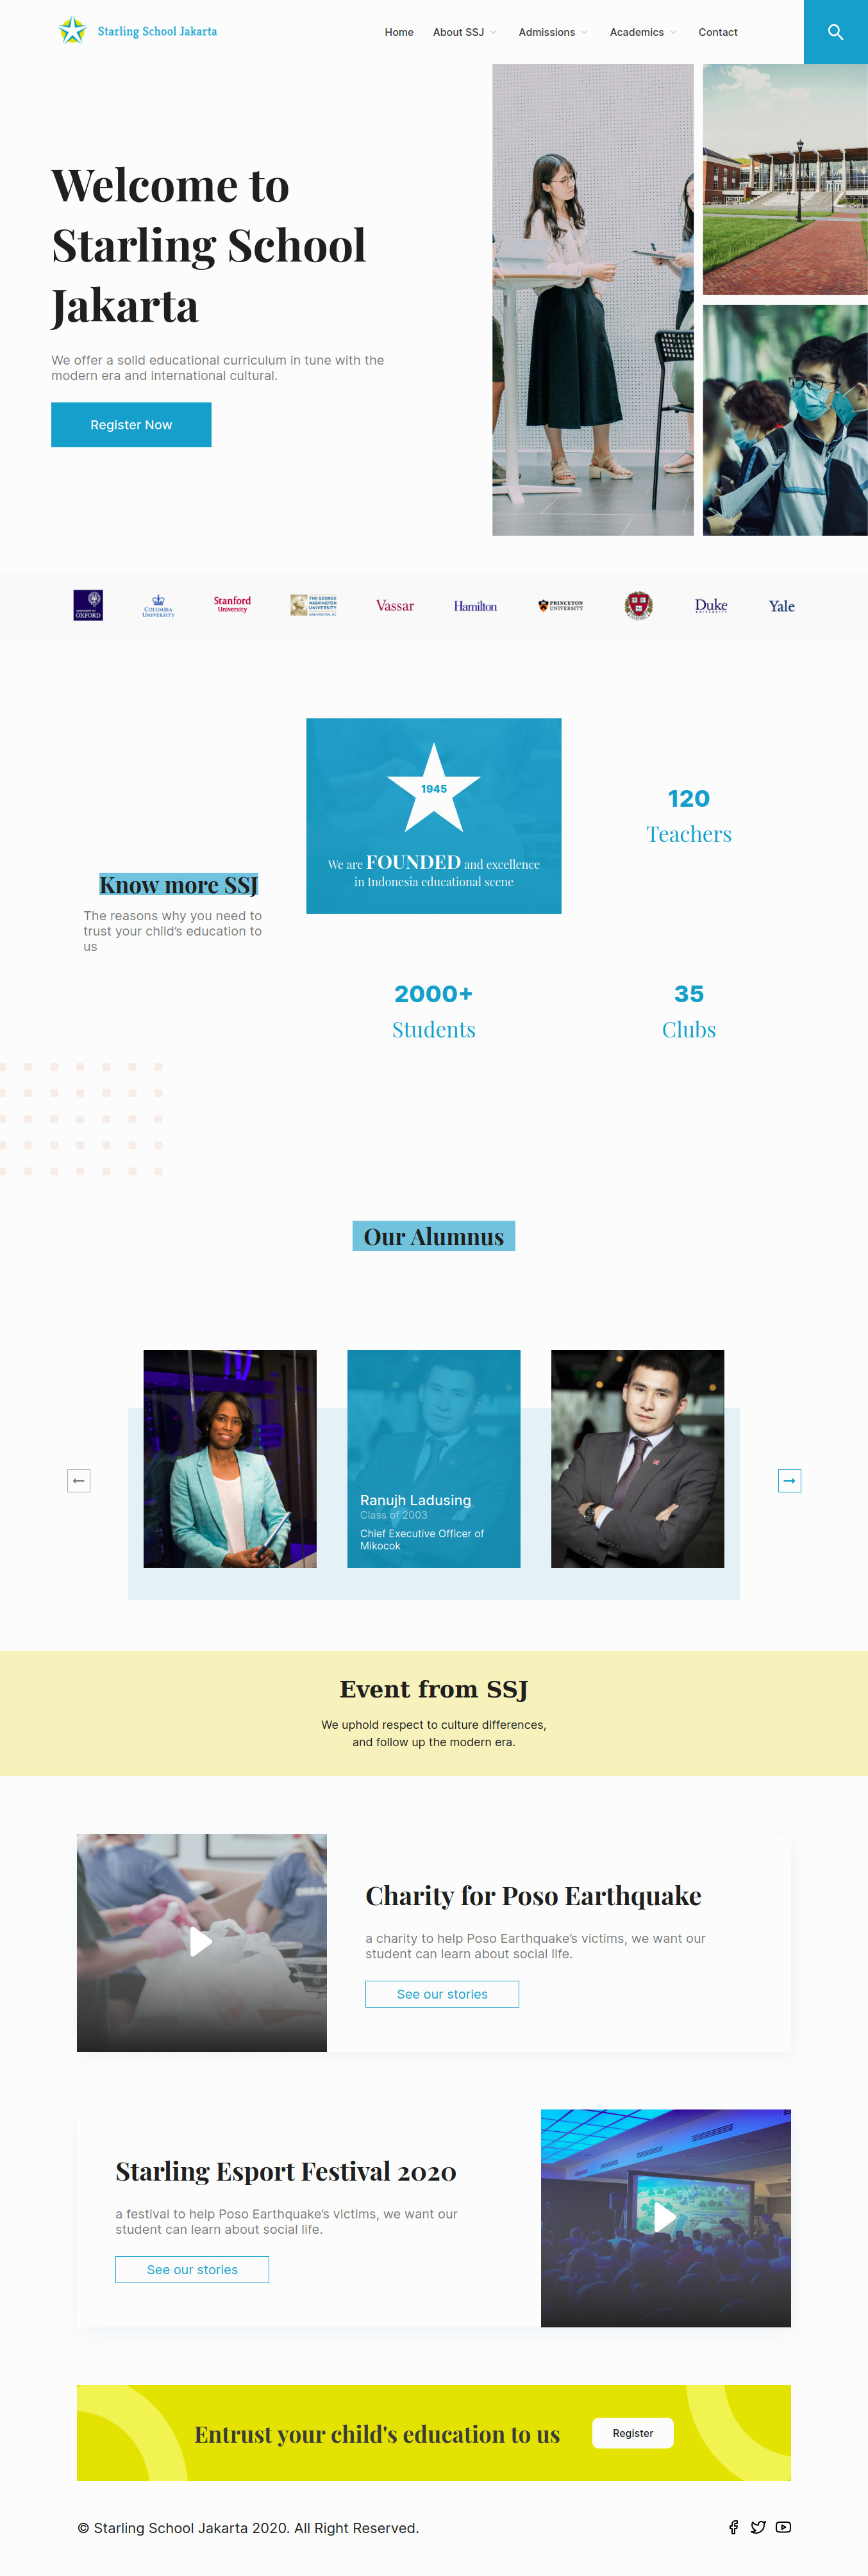 Starling School Jakarta
Home
About SSJ
Admissions
Academics
Contact
Welcome to
Starling School
Jakarta
We offer a solid educational curriculum in tune with the
modern era and international cultural.
Register Now
UNIVERSITY OF
OXFORD
COLUMBIA
UNIVERSITY
Stanford
University
THE GEORGE
WASHINGTON
UNIVERSITY
WASHINGTON, DC
Vassar
Hamilton
PRINCETON
UNIVERSITY
Duke
UNIVERSITY
Yale
1945
We are FOUNDED and excellence
in Indonesia educational scene
120
Teachers
Know more SSJ
The reasons why you need to
trust your child's education to
us
2000+
Students
35
Clubs
Our Alumnus
Ranujh Ladusing
Class of 2003
Chief Executive Officer of
Mikocok
Event from SSJ
We uphold respect to culture differences,
and follow up the modern era.
Charity for Poso Earthquake
a charity to help Poso Earthquake's victims, we want our
student can learn about social life.
See our stories
Starling Esport Festival 2020
a festival to help Poso Earthquake's victims, we want our
student can learn about social life.
See our stories
Entrust your child's education to us
Register
© Starling School Jakarta 2020. All Right Reserved.